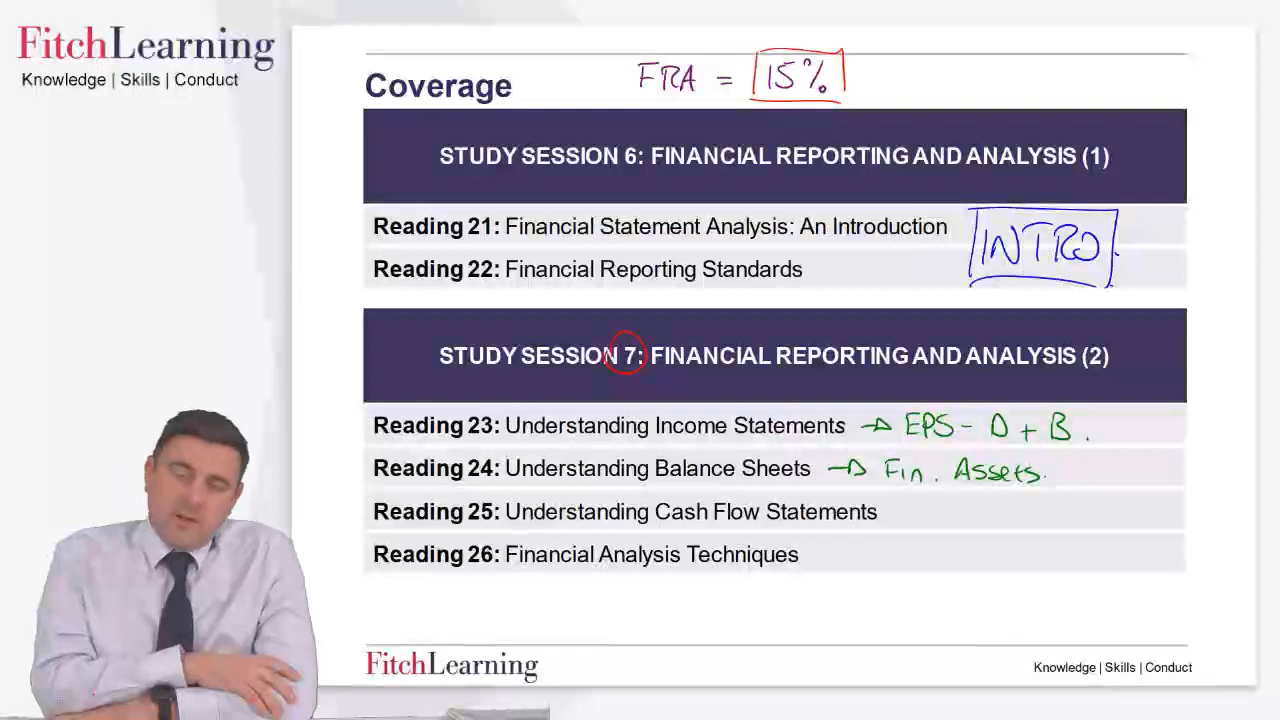 FitchLearning
Knowledge | Skills | Conduct
Coverage FRA = 15%
STUDY SESSION 6: FINANCIAL REPORTING AND ANALYSIS (1)
Reading 21: Financial Statement Analysis: An Introduction
INTRO
Reading 22: Financial Reporting Standards
STUDY SESSION 7: FINANCIAL REPORTING AND ANALYSIS (2)
Reading 23: Understanding Income Statements → EPS - D + B.
Reading 24: Understanding Balance Sheets → Fin. Assets.
Reading 25: Understanding Cash Flow Statements
Reading 26: Financial Analysis Techniques
FitchLearning
Knowledge | Skills | Conduct